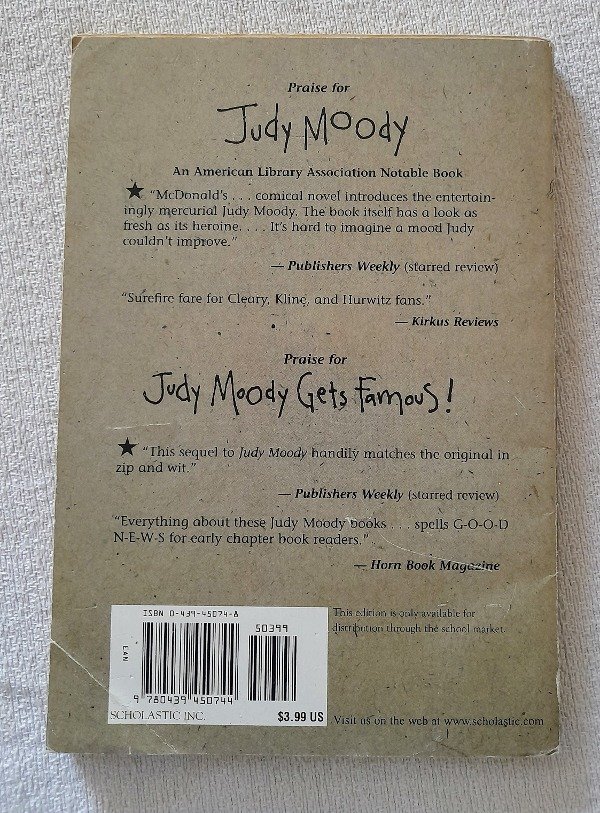 Praise for
Judy Moody
An American Library Association Notable Book
★ "McDonald's . . . comical novel introduces the entertain-
ingly mercurial Judy Moody. The book itself has a look as
fresh as its heroine. . . . It's hard to imagine a mood Judy
couldn't improve."
— Publishers Weekly (starred review)
"Surefire fare for Cleary, Kline, and Hurwitz fans."
— Kirkus Reviews
Praise for
Judy Moody Gets Famous!
★ "This sequel to Judy Moody handily matches the original in
zip and wit."
— Publishers Weekly (starred review)
"Everything about these Judy Moody books . . . spells G-O-O-D
N-E-W-S for early chapter book readers."
— Horn Book Magazine
ISBN 0-439-45074-8
50399
EAN
9 780439 450744
SCHOLASTIC INC.
$3.99 US
This edition is only available for
distribution through the school market.
Visit us on the web at www.scholastic.com